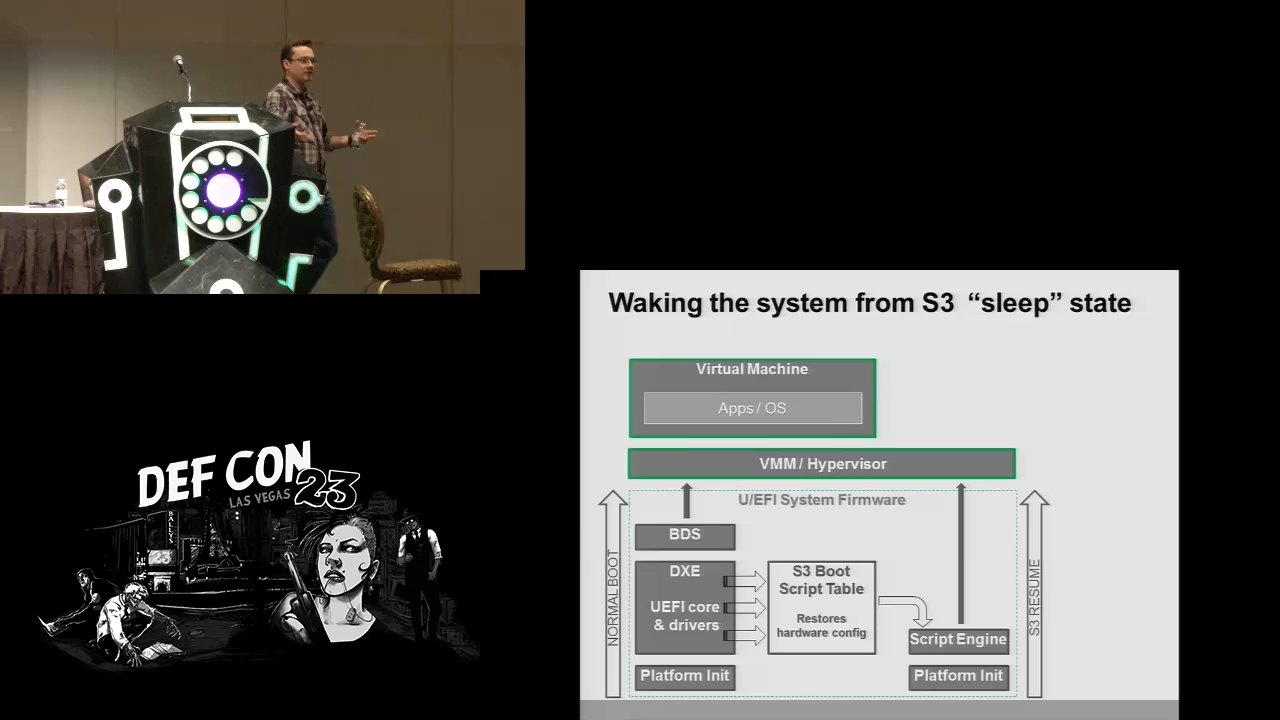 Waking the system from S3 “sleep” state
Virtual Machine
Apps / OS
VMM / Hypervisor
U/EFI System Firmware
NORMAL BOOT
BDS
DXE
UEFI core
& drivers
S3 Boot
Script Table
Restores
hardware config
Script Engine
S3 RESUME
Platform Init
Platform Init
DEF CON
LAS VEGAS 23
BALLY'S
23